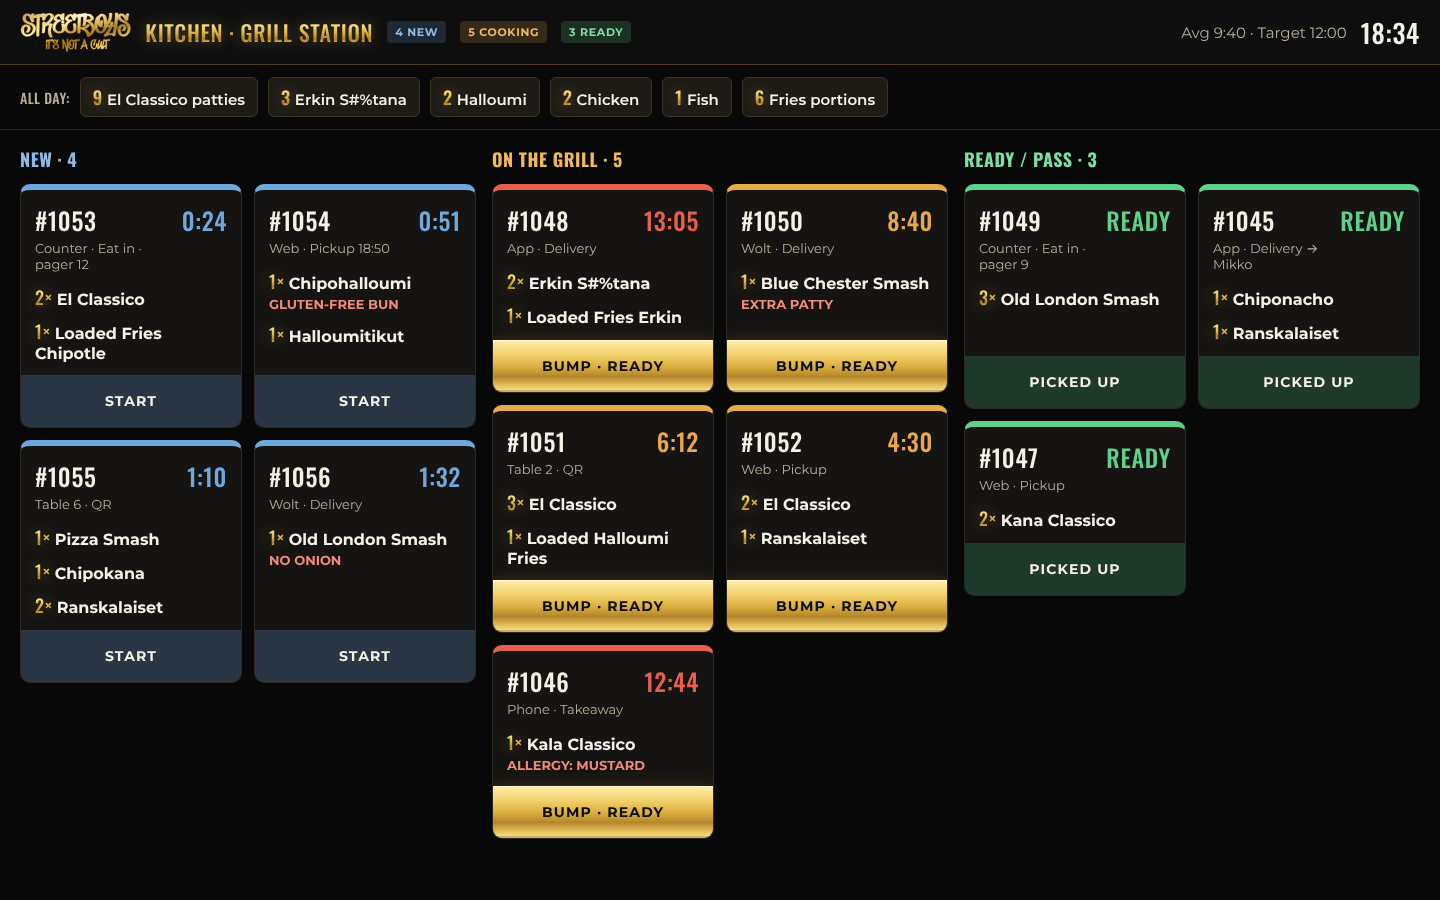 STREETBOYS
IT'S NOT A CULT
KITCHEN · GRILL STATION
4 NEW
5 COOKING
3 READY
Avg 9:40 · Target 12:00
18:34
ALL DAY:
9 El Classico patties
3 Erkin S#%tana
2 Halloumi
2 Chicken
1 Fish
6 Fries portions
NEW · 4
#1053 0:24
Counter · Eat in ·
pager 12
2× El Classico
1× Loaded Fries
Chipotle
START
#1054 0:51
Web · Pickup 18:50
1× Chipohalloumi
GLUTEN-FREE BUN
1× Halloumitikut
START
#1055 1:10
Table 6 · QR
1× Pizza Smash
1× Chipokana
2× Ranskalaiset
START
#1056 1:32
Wolt · Delivery
1× Old London Smash
NO ONION
START
ON THE GRILL · 5
#1048 13:05
App · Delivery
2× Erkin S#%tana
1× Loaded Fries Erkin
BUMP · READY
#1050 8:40
Wolt · Delivery
1× Blue Chester Smash
EXTRA PATTY
BUMP · READY
#1051 6:12
Table 2 · QR
3× El Classico
1× Loaded Halloumi
Fries
BUMP · READY
#1052 4:30
Web · Pickup
2× El Classico
1× Ranskalaiset
BUMP · READY
#1046 12:44
Phone · Takeaway
1× Kala Classico
ALLERGY: MUSTARD
BUMP · READY
READY / PASS · 3
#1049 READY
Counter · Eat in ·
pager 9
3× Old London Smash
PICKED UP
#1045 READY
App · Delivery →
Mikko
1× Chiponacho
1× Ranskalaiset
PICKED UP
#1047 READY
Web · Pickup
2× Kana Classico
PICKED UP